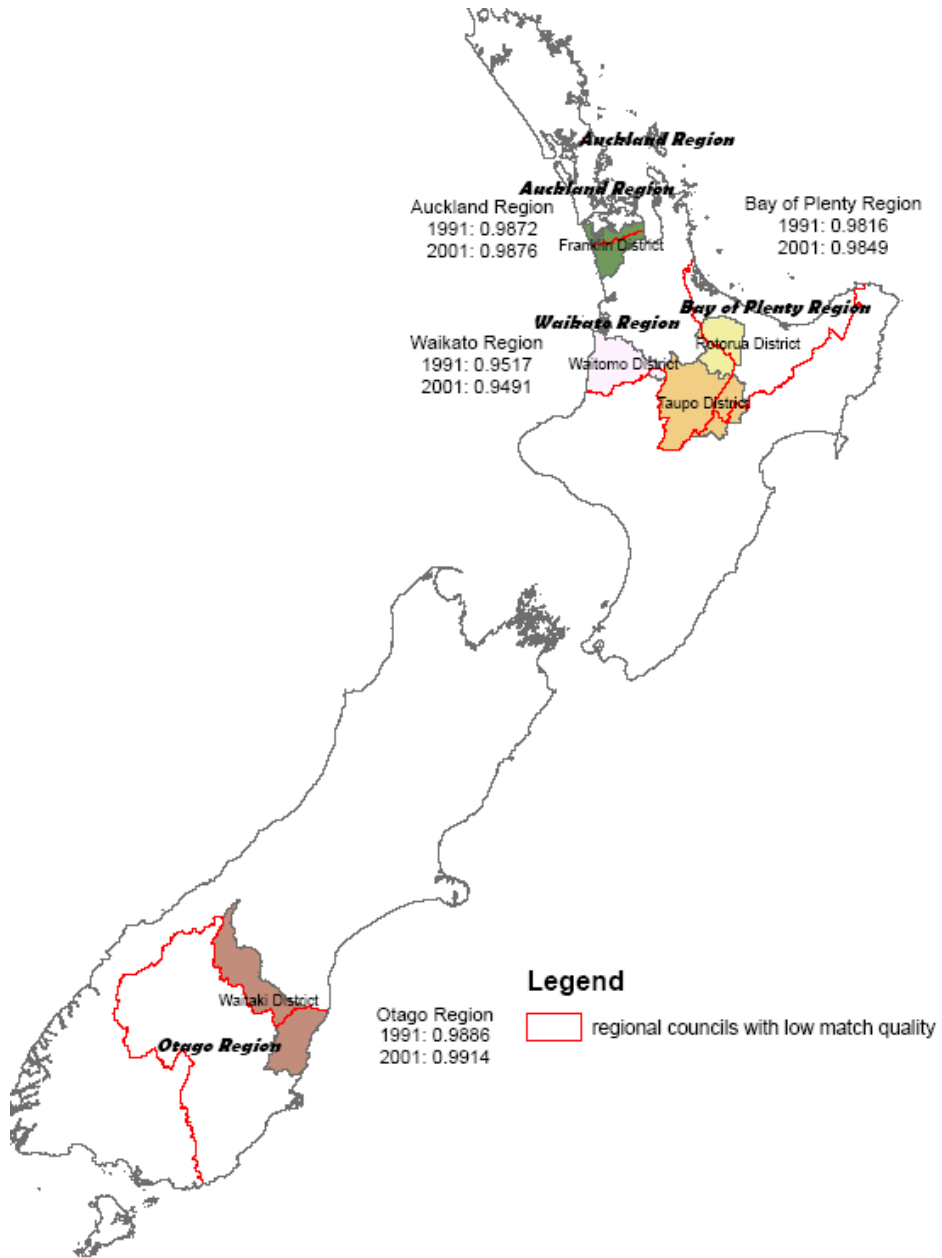 Auckland Region
Auckland Region
Auckland Region
1991: 0.9872
2001: 0.9876
Bay of Plenty Region
1991: 0.9816
2001: 0.9849
Franklin District
Bay of Plenty Region
Waikato Region
Waikato Region
1991: 0.9517
2001: 0.9491
Rotorua District
Waitomo District
Taupo District
Legend
Waitaki District
Otago Region
1991: 0.9886
2001: 0.9914
regional councils with low match quality
Otago Region